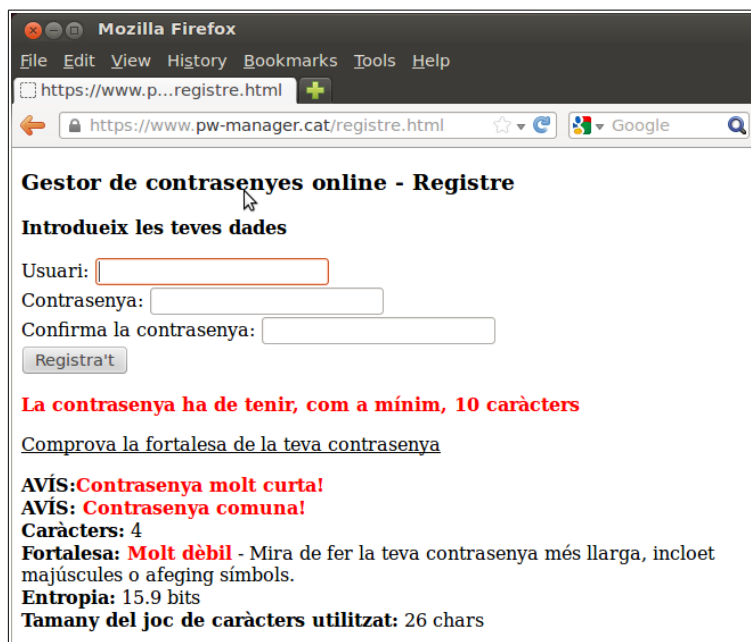 Mozilla Firefox
File Edit View History Bookmarks Tools Help
https://www.p...registre.html
https://www.pw-manager.cat/registre.html
Google
Gestor de contrasenyes online - Registre
Introdueix les teves dades
Usuari:
Contrasenya:
Confirma la contrasenya:
Registra't
La contrasenya ha de tenir, com a mínim, 10 caràcters
Comprova la fortalesa de la teva contrasenya
AVÍS:Contrasenya molt curta!
AVÍS: Contrasenya comuna!
Caràcters: 4
Fortalesa: Molt dèbil - Mira de fer la teva contrasenya més llarga, incloet
majúscules o afeging símbols.
Entropia: 15.9 bits
Tamany del joc de caràcters utilitzat: 26 chars